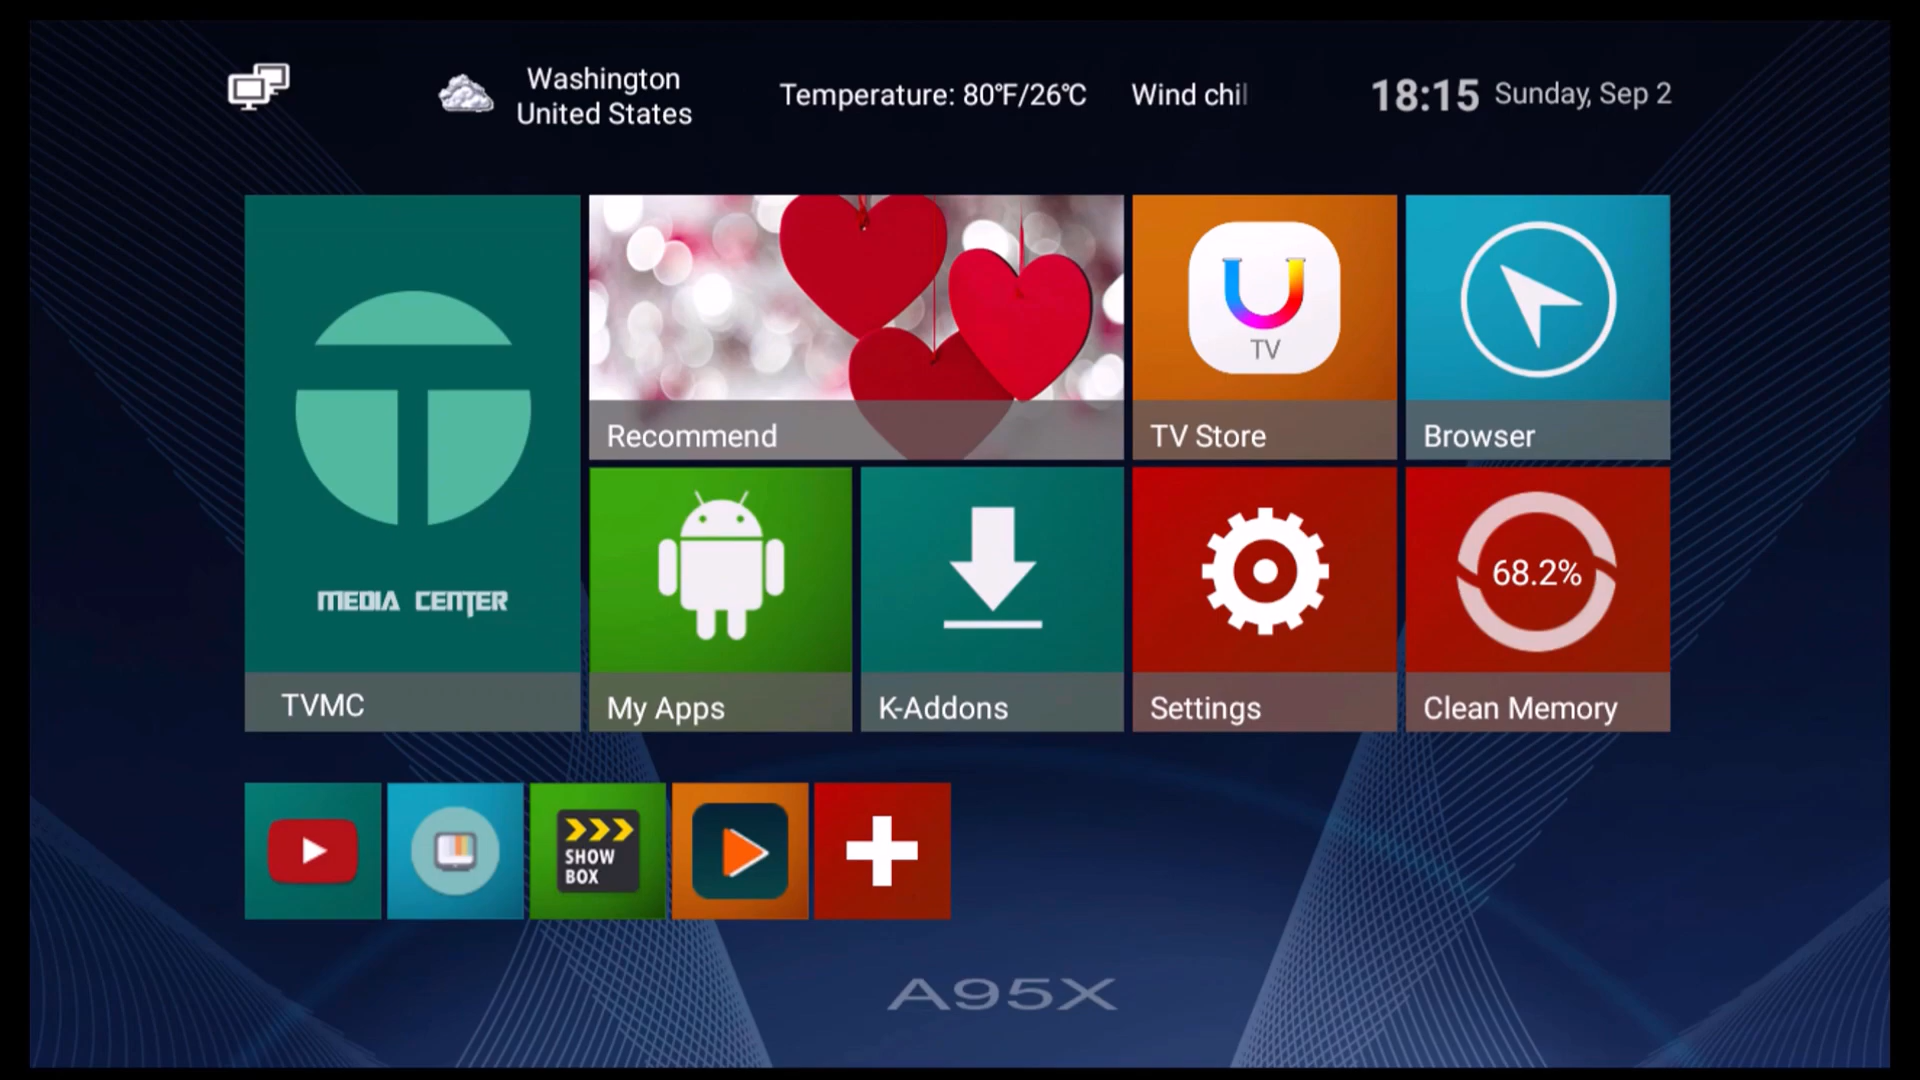 Washington
United States
Temperature: 80°F/26°C
Wind chil
18:15
Sunday, Sep 2
TV
Recommend
TV Store
Browser
MEDIA CENTER
68.2%
TVMC
My Apps
K-Addons
Settings
Clean Memory
SHOW
BOX
A95X